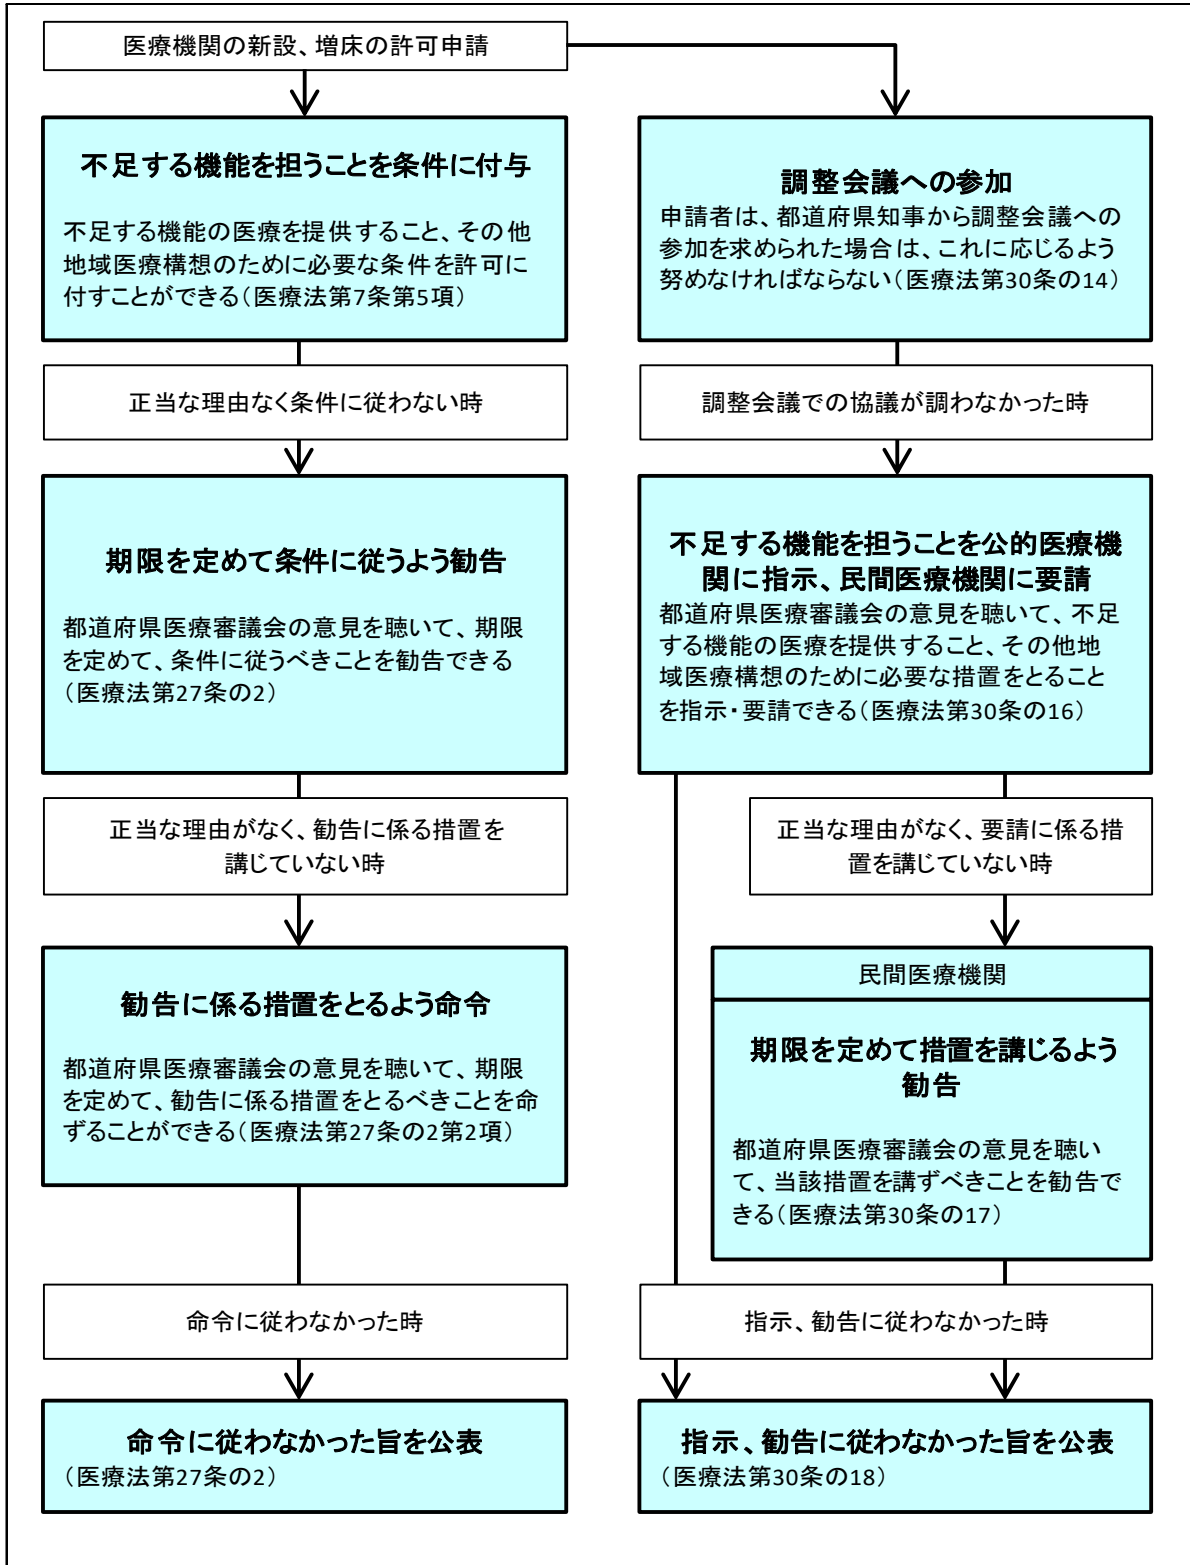 医療機関の新設、増床の許可申請
不足する機能を担うことを条件に付与
不足する機能の医療を提供すること、その他
地域医療構想のために必要な条件を許可に
付すことができる(医療法第7条第5項)
正当な理由なく条件に従わない時
期限を定めて条件に従うよう勧告
都道府県医療審議会の意見を聴いて、期限
を定めて、条件に従うべきことを勧告できる
(医療法第27条の2)
正当な理由がなく、勧告に係る措置を
講じていない時
勧告に係る措置をとるよう命令
都道府県医療審議会の意見を聴いて、期限
を定めて、勧告に係る措置をとるべきことを命
ずることができる(医療法第27条の2第2項)
命令に従わなかった時
命令に従わなかった旨を公表
(医療法第27条の2)
調整会議への参加
申請者は、都道府県知事から調整会議への
参加を求められた場合は、これに応じるよう
努めなければならない(医療法第30条の14)
調整会議での協議が調わなかった時
不足する機能を担うことを公的医療機
関に指示、民間医療機関に要請
都道府県医療審議会の意見を聴いて、不足
する機能の医療を提供すること、その他地
域医療構想のために必要な措置をとること
を指示・要請できる(医療法第30条の16)
正当な理由がなく、要請に係る措
置を講じていない時
民間医療機関
期限を定めて措置を講じるよう
勧告
都道府県医療審議会の意見を聴い
て、当該措置を講ずべきことを勧告で
きる(医療法第30条の17)
指示、勧告に従わなかった時
指示、勧告に従わなかった旨を公表
(医療法第30条の18)